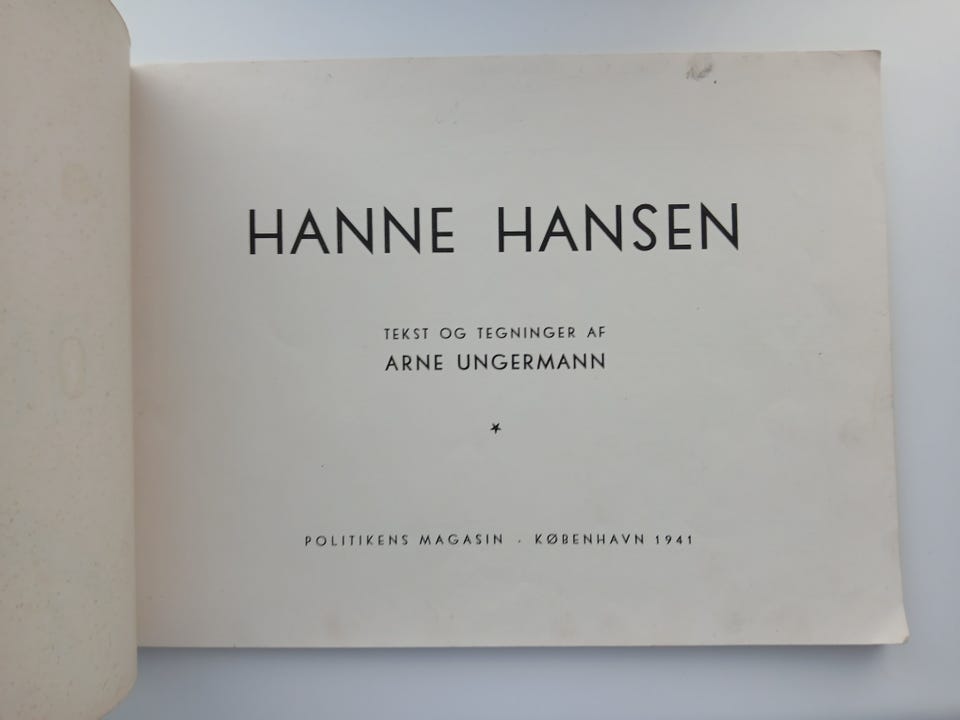 HANNE HANSEN
TEKST OG TEGNINGER AF
ARNE UNGERMANN
*
POLITIKENS MAGASIN · KØBENHAVN 1941